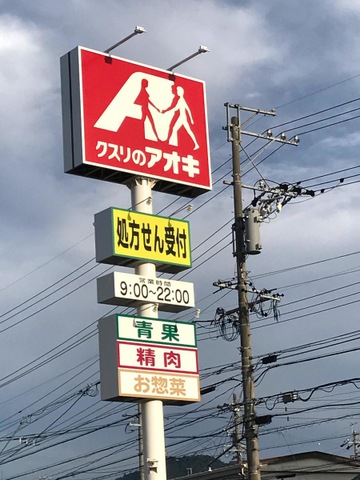 クスリのアオキ
処方せん受付
営業時間
9:00~22:00
青果
精肉
お惣菜